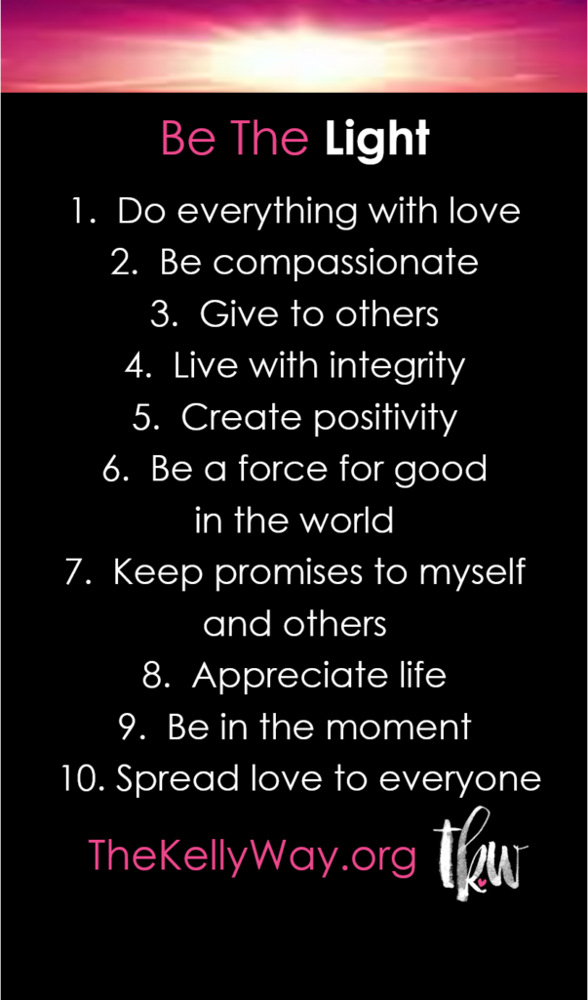 Be The Light
1. Do everything with love
2. Be compassionate
3. Give to others
4. Live with integrity
5. Create positivity
6. Be a force for good
in the world
7. Keep promises to myself
and others
8. Appreciate life
9. Be in the moment
10. Spread love to everyone
TheKellyWay.org tkw